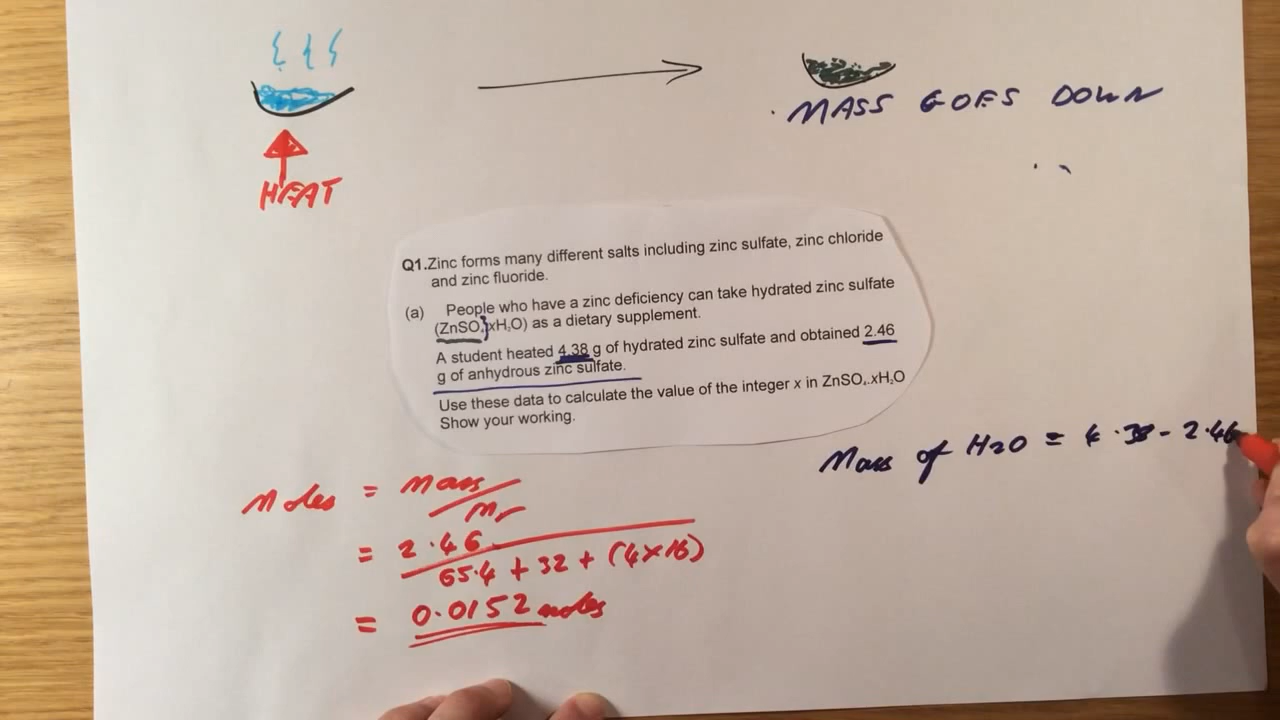 MASS GOES DOWN
HEAT
Q1.Zinc forms many different salts including zinc sulfate, zinc chloride
and zinc fluoride.
(a) People who have a zinc deficiency can take hydrated zinc sulfate
(ZnSO₄.xH₂O) as a dietary supplement.
A student heated 4.38 g of hydrated zinc sulfate and obtained 2.46
g of anhydrous zinc sulfate.
Use these data to calculate the value of the integer x in ZnSO₄.xH₂O
Show your working.
Mass of H2O = 4.38 - 2.46
Moles = Mass / Mr
= 2.46 / 65.4 + 32 + (4x16)
= 0.0152 moles